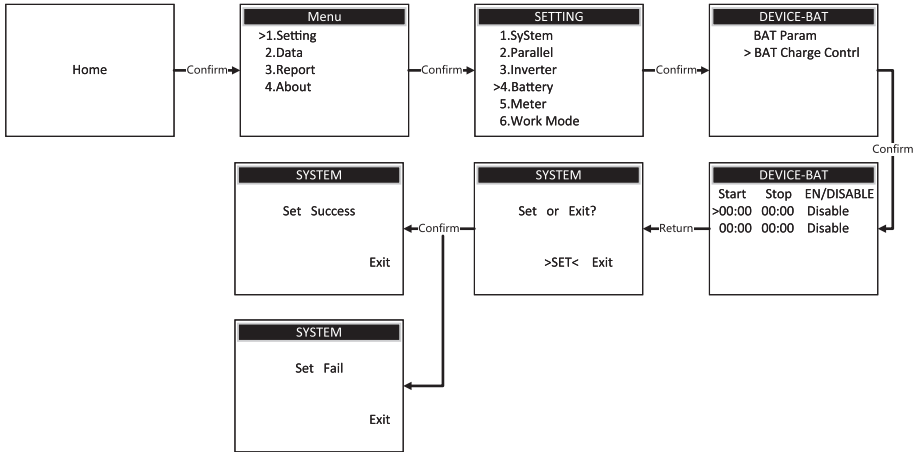 Home
Confirm
Menu
>1.Setting
2.Data
3.Report
4.About
Confirm
SETTING
1.SyStem
2.Parallel
3.Inverter
>4.Battery
5.Meter
6.Work Mode
Confirm
DEVICE-BAT
BAT Param
> BAT Charge Contrl
Confirm
DEVICE-BAT
Start Stop EN/DISABLE
>00:00 00:00 Disable
00:00 00:00 Disable
Return
SYSTEM
Set or Exit?
>SET< Exit
Confirm
SYSTEM
Set Success
Exit
SYSTEM
Set Fail
Exit